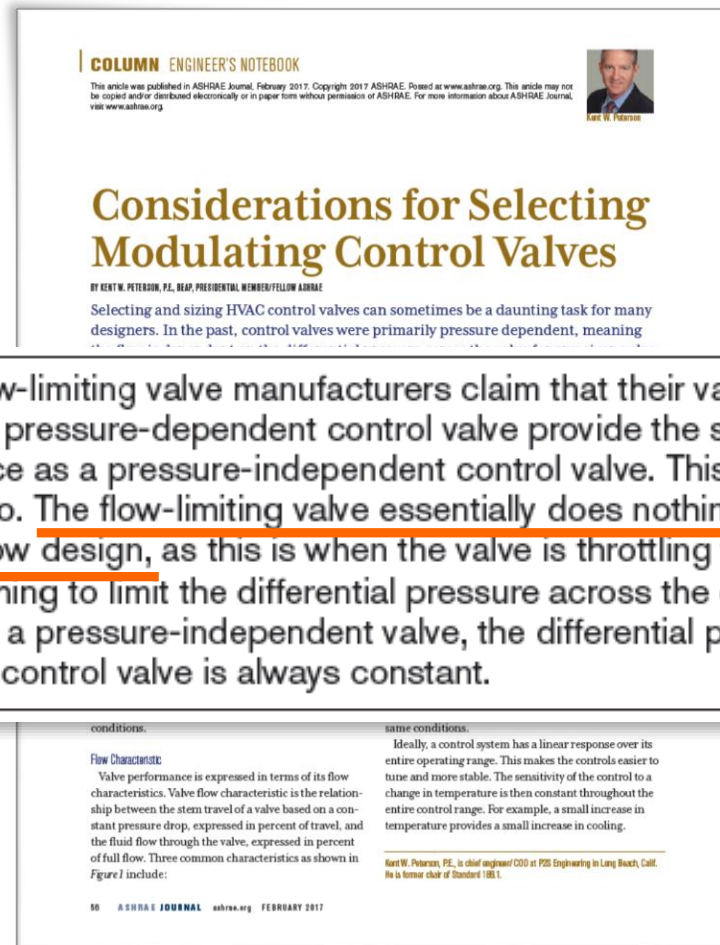 COLUMN ENGINEER'S NOTEBOOK
This article was published in ASHRAE Journal, February 2017. Copyright 2017 ASHRAE. Posted at www.ashrae.org. This article may not
be copied and/or distributed electronically or in paper form without permission of ASHRAE. For more information about ASHRAE Journal,
visit www.ashrae.org.
Kent W. Peterson
Considerations for Selecting
Modulating Control Valves
BY KENT W. PETERSON, P.E., BEAP, PRESIDENTIAL MEMBER/FELLOW ASHRAE
Selecting and sizing HVAC control valves can sometimes be a daunting task for many
designers. In the past, control valves were primarily pressure dependent, meaning
w-limiting valve manufacturers claim that their va
pressure-dependent control valve provide the s
ce as a pressure-independent control valve. This
o. The flow-limiting valve essentially does nothin
ow design, as this is when the valve is throttling
hing to limit the differential pressure across the
a pressure-independent valve, the differential p
control valve is always constant.
conditions.
Flow Characteristic
Valve performance is expressed in terms of its flow
characteristics. Valve flow characteristic is the relation-
ship between the stem travel of a valve based on a con-
stant pressure drop, expressed in percent of travel, and
the fluid flow through the valve, expressed in percent
of full flow. Three common characteristics as shown in
Figure 1 include:
same conditions.
Ideally, a control system has a linear response over its
entire operating range. This makes the controls easier to
tune and more stable. The sensitivity of the control to a
change in temperature is then constant throughout the
entire control range. For example, a small increase in
temperature provides a small increase in cooling.
Kent W. Peterson, P.E., is chief engineer/COO at P2S Engineering in Long Beach, Calif.
He is former chair of Standard 189.1.
56 ASHRAE JOURNAL ashrae.org FEBRUARY 2017